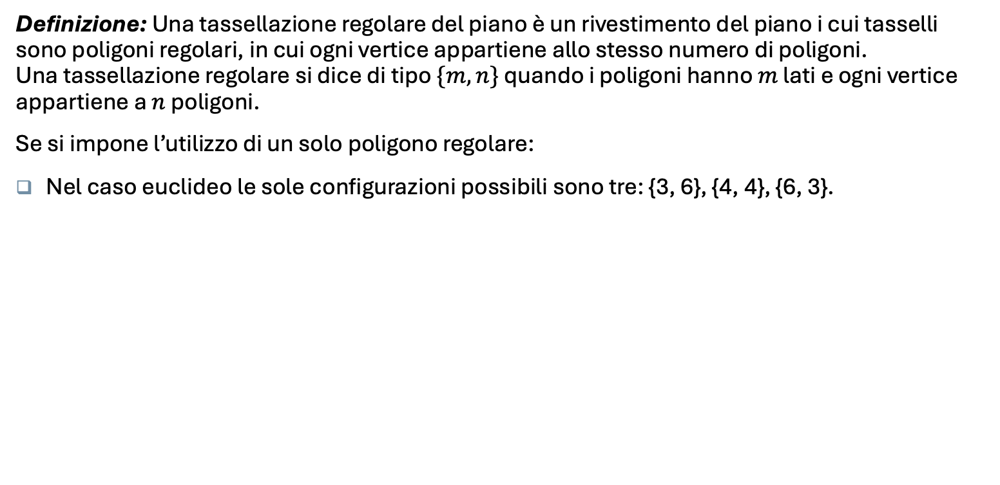 Definizione: Una tassellazione regolare del piano è un rivestimento del piano i cui tasselli
sono poligoni regolari, in cui ogni vertice appartiene allo stesso numero di poligoni.
Una tassellazione regolare si dice di tipo {m, n} quando i poligoni hanno m lati e ogni vertice
appartiene a n poligoni.
Se si impone l’utilizzo di un solo poligono regolare:
❑ Nel caso euclideo le sole configurazioni possibili sono tre: {3, 6}, {4, 4}, {6, 3}.